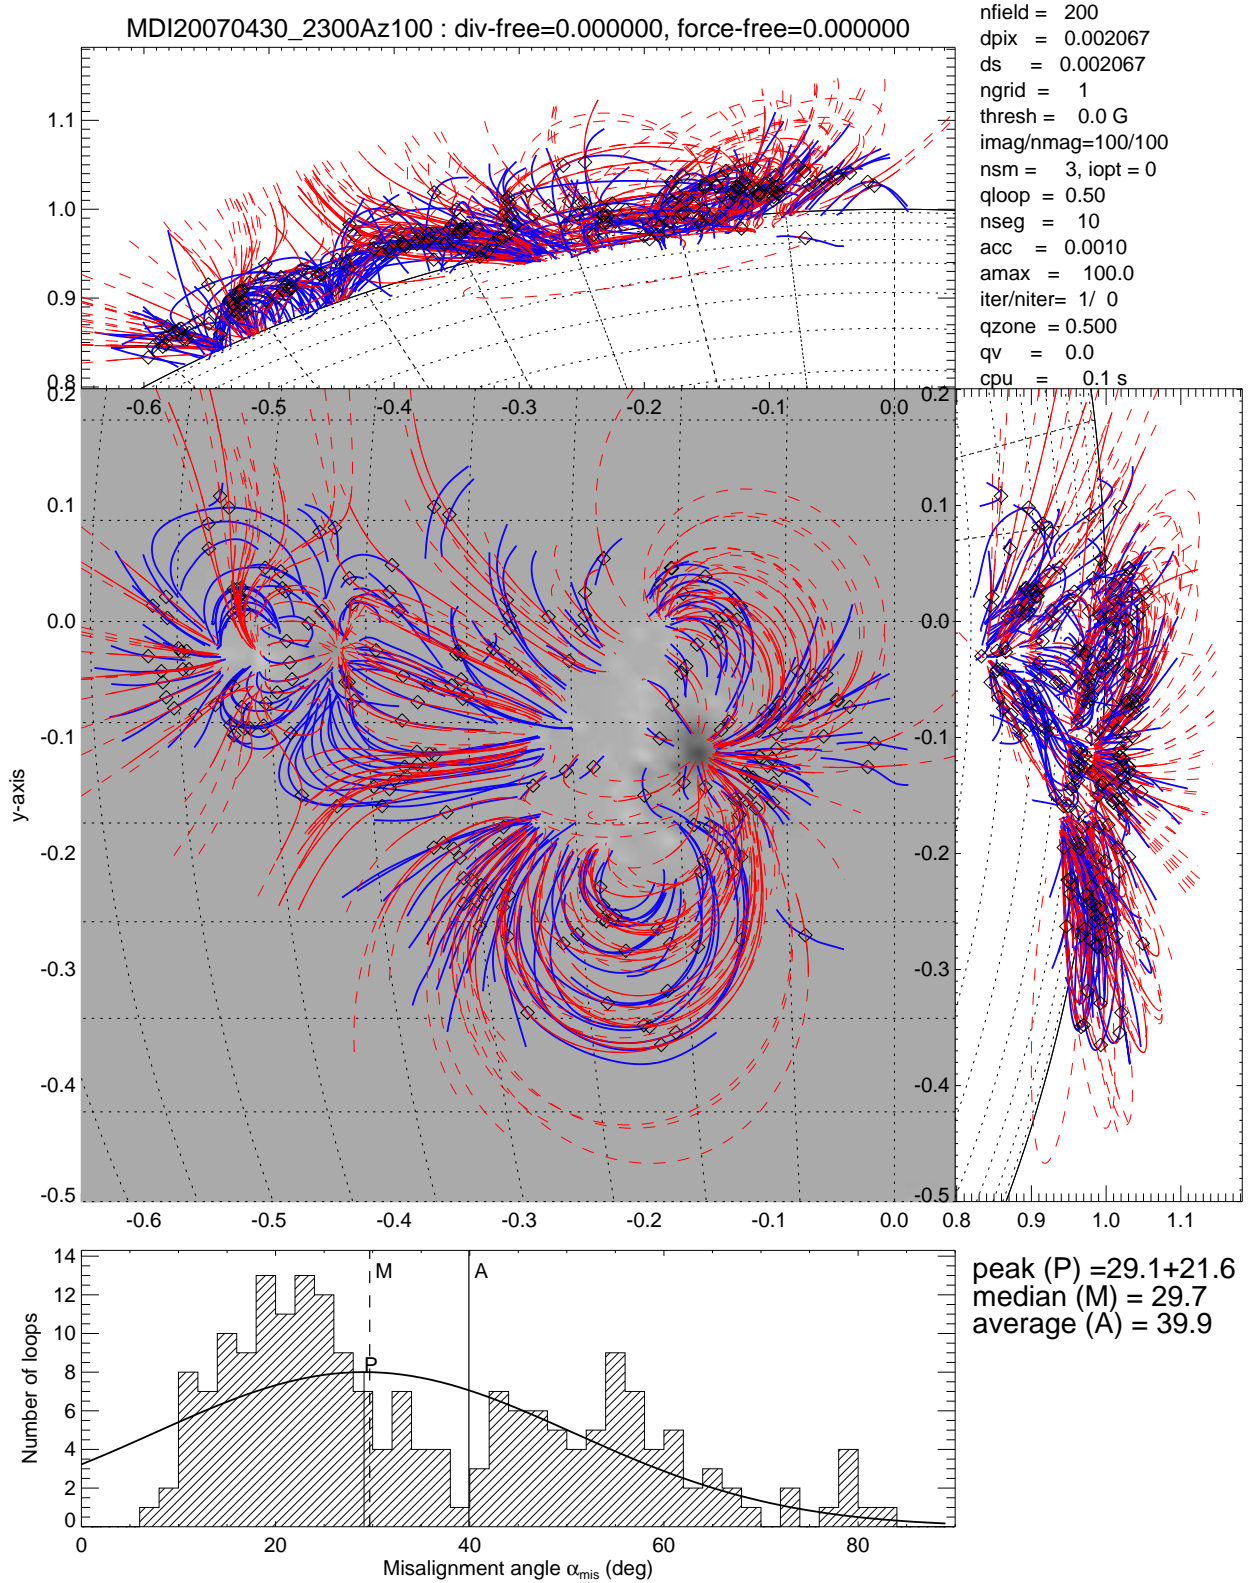 MDI20070430_2300Az100 : div-free=0.000000, force-free=0.000000
nfield = 200
dpix = 0.002067
ds = 0.002067
ngrid = 1
thresh = 0.0 G
imag/nmag=100/100
nsm = 3, iopt = 0
qloop = 0.50
nseg = 10
acc = 0.0010
amax = 100.0
iter/niter= 1/ 0
qzone = 0.500
qv = 0.0
cpu = 0.1 s
1.1
1.0
0.9
0.8
0.2
-0.6 -0.5 -0.4 -0.3 -0.2 -0.1 0.0
0.2
0.1
0.1
0.0
0.0
-0.1
-0.1
y-axis
-0.2
-0.2
-0.3
-0.3
-0.4
-0.4
-0.5
-0.5
-0.6 -0.5 -0.4 -0.3 -0.2 -0.1 0.0 0.8 0.9 1.0 1.1
14
12
10
8
6
4
2
0
Number of loops
M
A
P
0 20 40 60 80
Misalignment angle α_mis (deg)
peak (P) =29.1+21.6
median (M) = 29.7
average (A) = 39.9